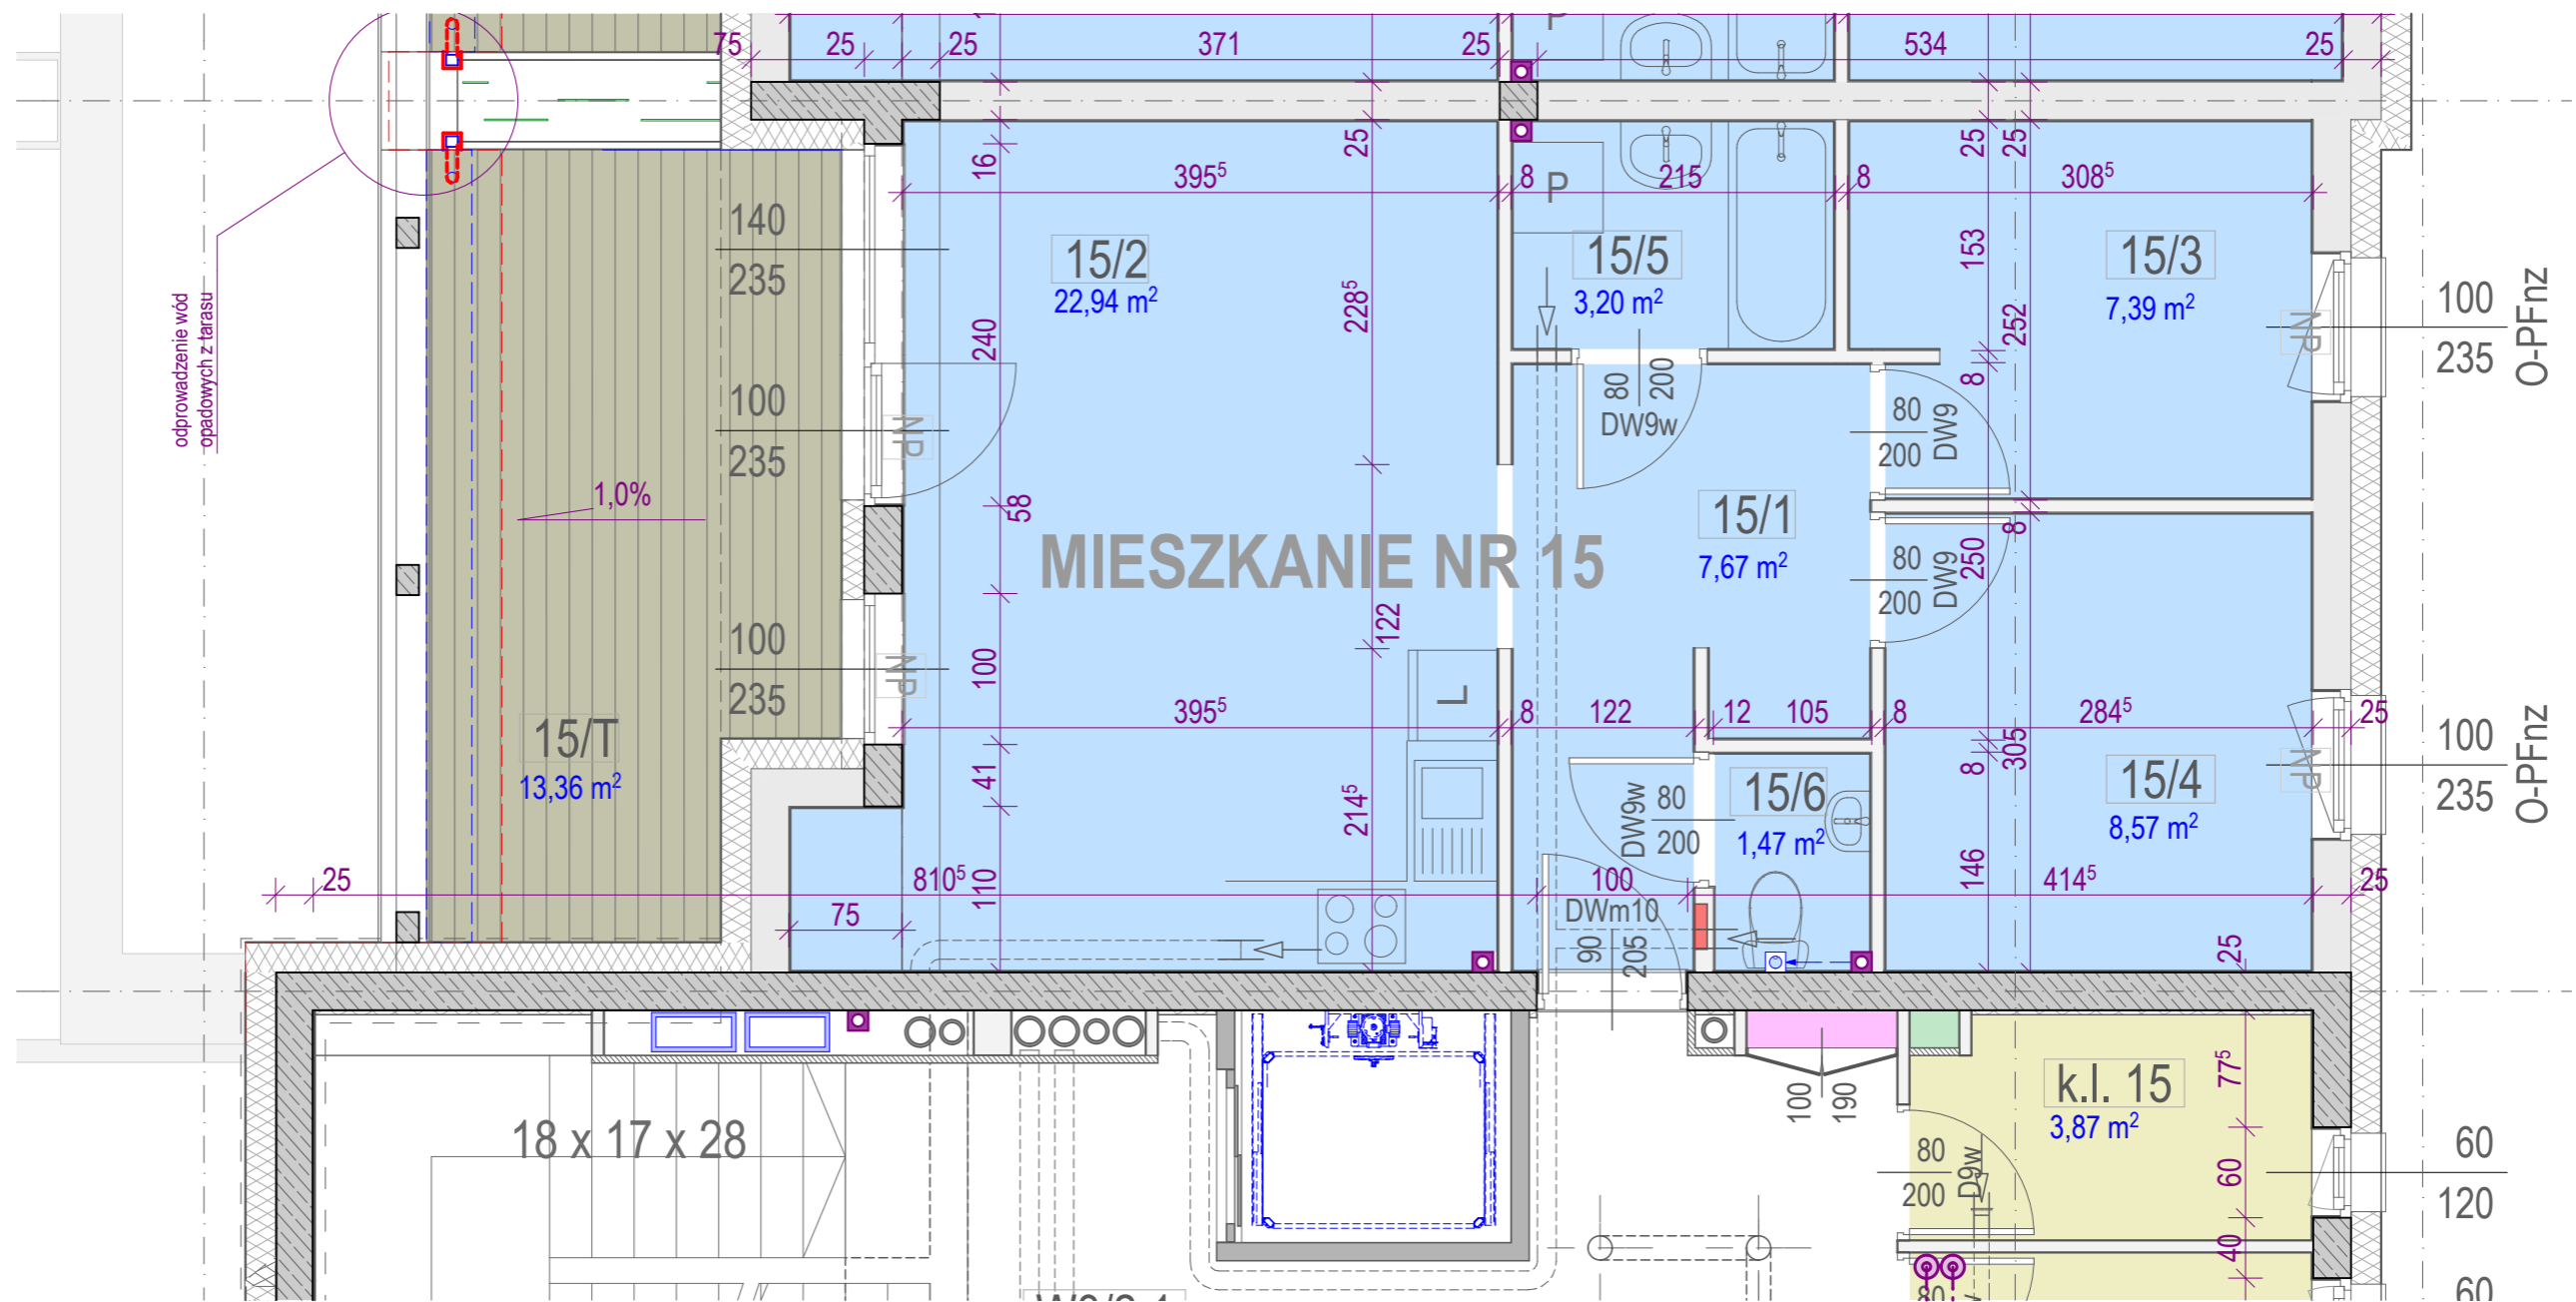 75
25
25
371
25
P
534
25
16
25
25
25
395⁵
8
215
8
308⁵
P
140
235
15/2
22,94 m²
15/5
3,20 m²
153
15/3
7,39 m²
odprowadzenie wód
opadowych z tarasu
228⁵
252
NP
100
235
O-PFnz
240
80
200
DW9w
8
80
200
DW9
100
235
NP
1,0%
58
15/1
7,67 m²
MIESZKANIE NR 15
8
250
80
200
DW9
122
100
235
NP
100
L
15/T
13,36 m²
395⁵
8
122
12
105
8
284⁵
25
305
8
NP
100
235
O-PFnz
41
214⁵
DW9w
80
200
15/6
1,47 m²
15/4
8,57 m²
146
25
810⁵
110
100
414⁵
25
75
DWm10
90
205
25
18 x 17 x 28
100
190
k.l. 15
3,87 m²
77⁵
80
200
D9w
60
60
120
40
80
60